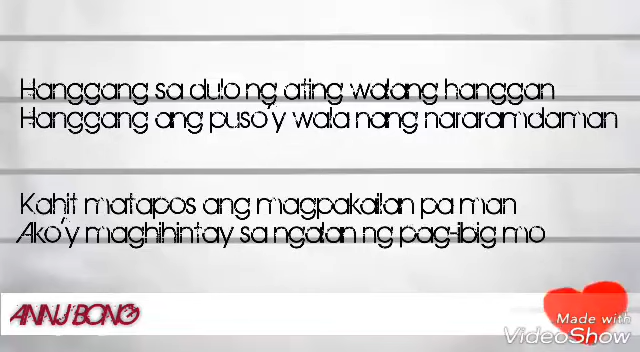 Hanggang sa dulo ng ating walang hanggan
Hanggang ang puso'y wala nang nararamdaman
Kahit matapos ang magpakailan pa man
Ako'y maghihintay sa ngalan ng pag-ibig mo
ANNJ BONG
Made with
VideoShow